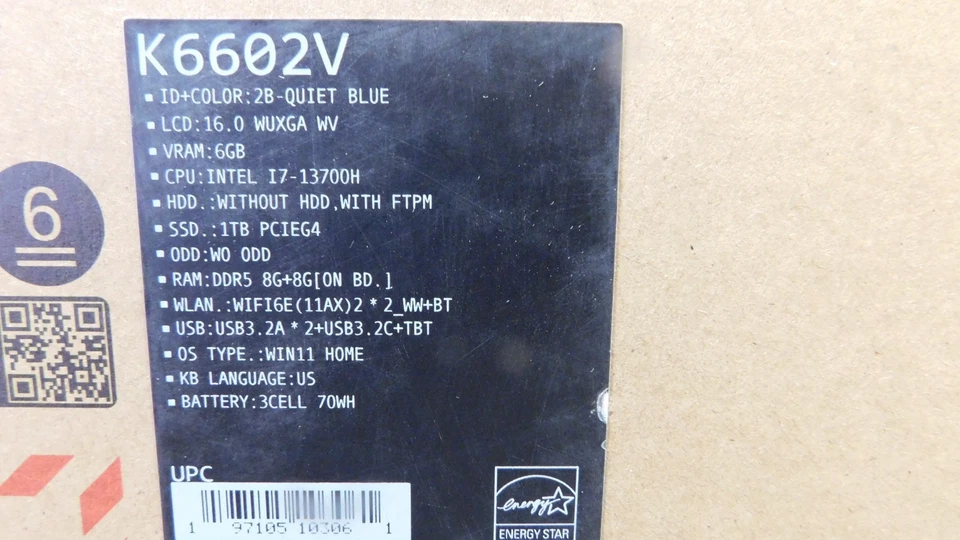 K6602V
ID+COLOR:2B-QUIET BLUE
LCD:16.0 WUXGA WV
VRAM:6GB
CPU:INTEL I7-13700H
HDD.:WITHOUT HDD,WITH FTPM
SSD.:1TB PCIEG4
ODD:WO ODD
RAM:DDR5 8G+8G[ON BD.]
WLAN.:WIFI6E(11AX)2*2_WW+BT
USB:USB3.2A*2+USB3.2C+TBT
OS TYPE.:WIN11 HOME
KB LANGUAGE:US
BATTERY:3CELL 70WH
6
UPC
1 97105 10306 1
energy
ENERGY STAR